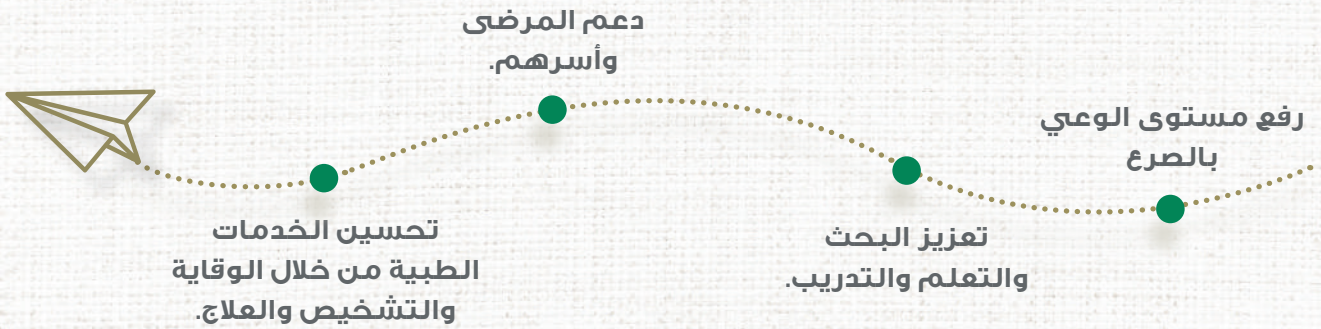 رفع مستوى الوعي
بالصرع
تعزيز البحث
والتعلم والتدريب.
دعم المرضى
وأسرهم.
تحسين الخدمات
الطبية من خلال الوقاية
والتشخيص والعلاج.